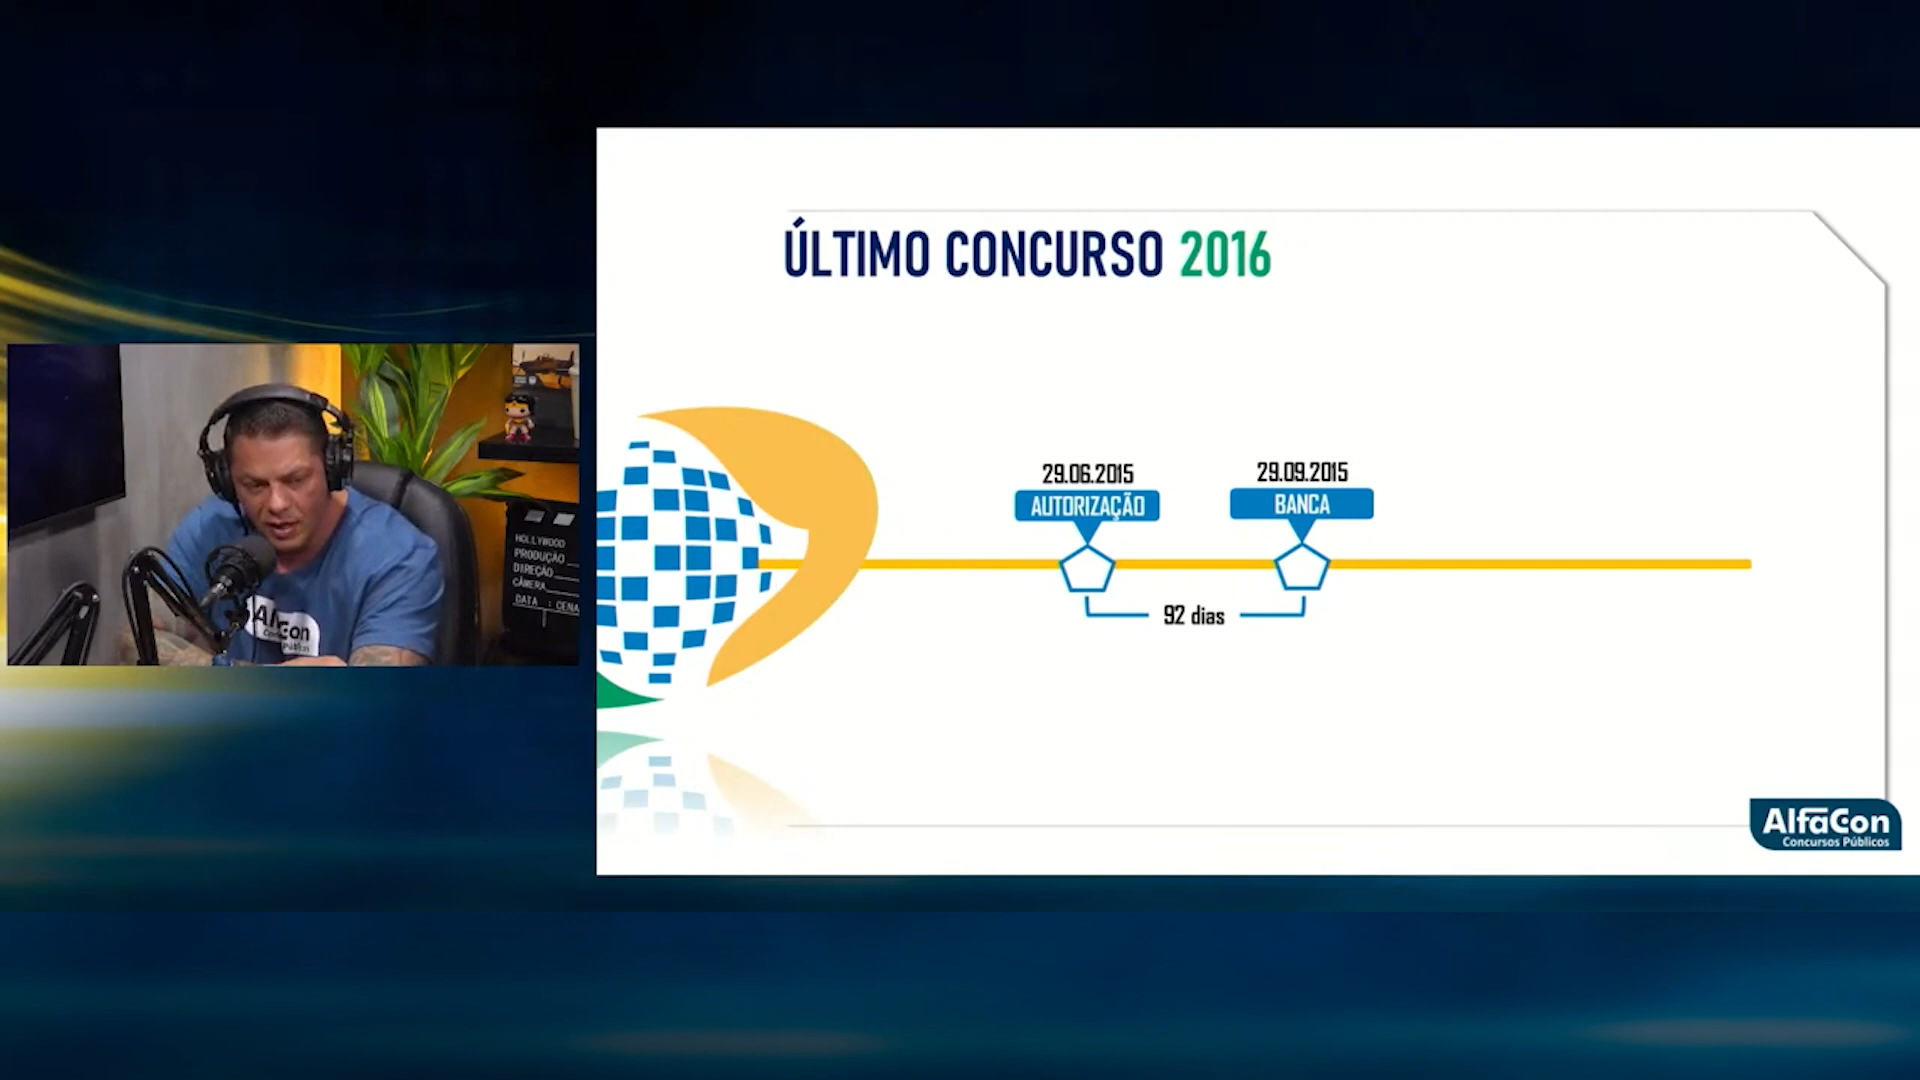 ÚLTIMO CONCURSO 2016
29.06.2015
AUTORIZAÇÃO
29.09.2015
BANCA
92 dias
AlfaCon
Concursos Públicos
HOLLYWOOD
PRODUÇÃO
DIREÇÃO
CÂMERA
DATA : CENA